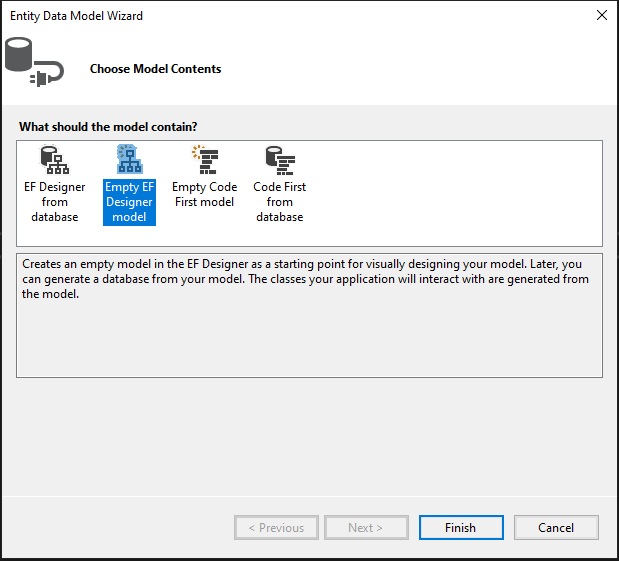 Entity Data Model Wizard
Choose Model Contents
What should the model contain?
EF Designer
from
database
Empty EF
Designer
model
Empty Code
First model
Code First
from
database
Creates an empty model in the EF Designer as a starting point for visually designing your model. Later, you
can generate a database from your model. The classes your application will interact with are generated from
the model.
< Previous
Next >
Finish
Cancel